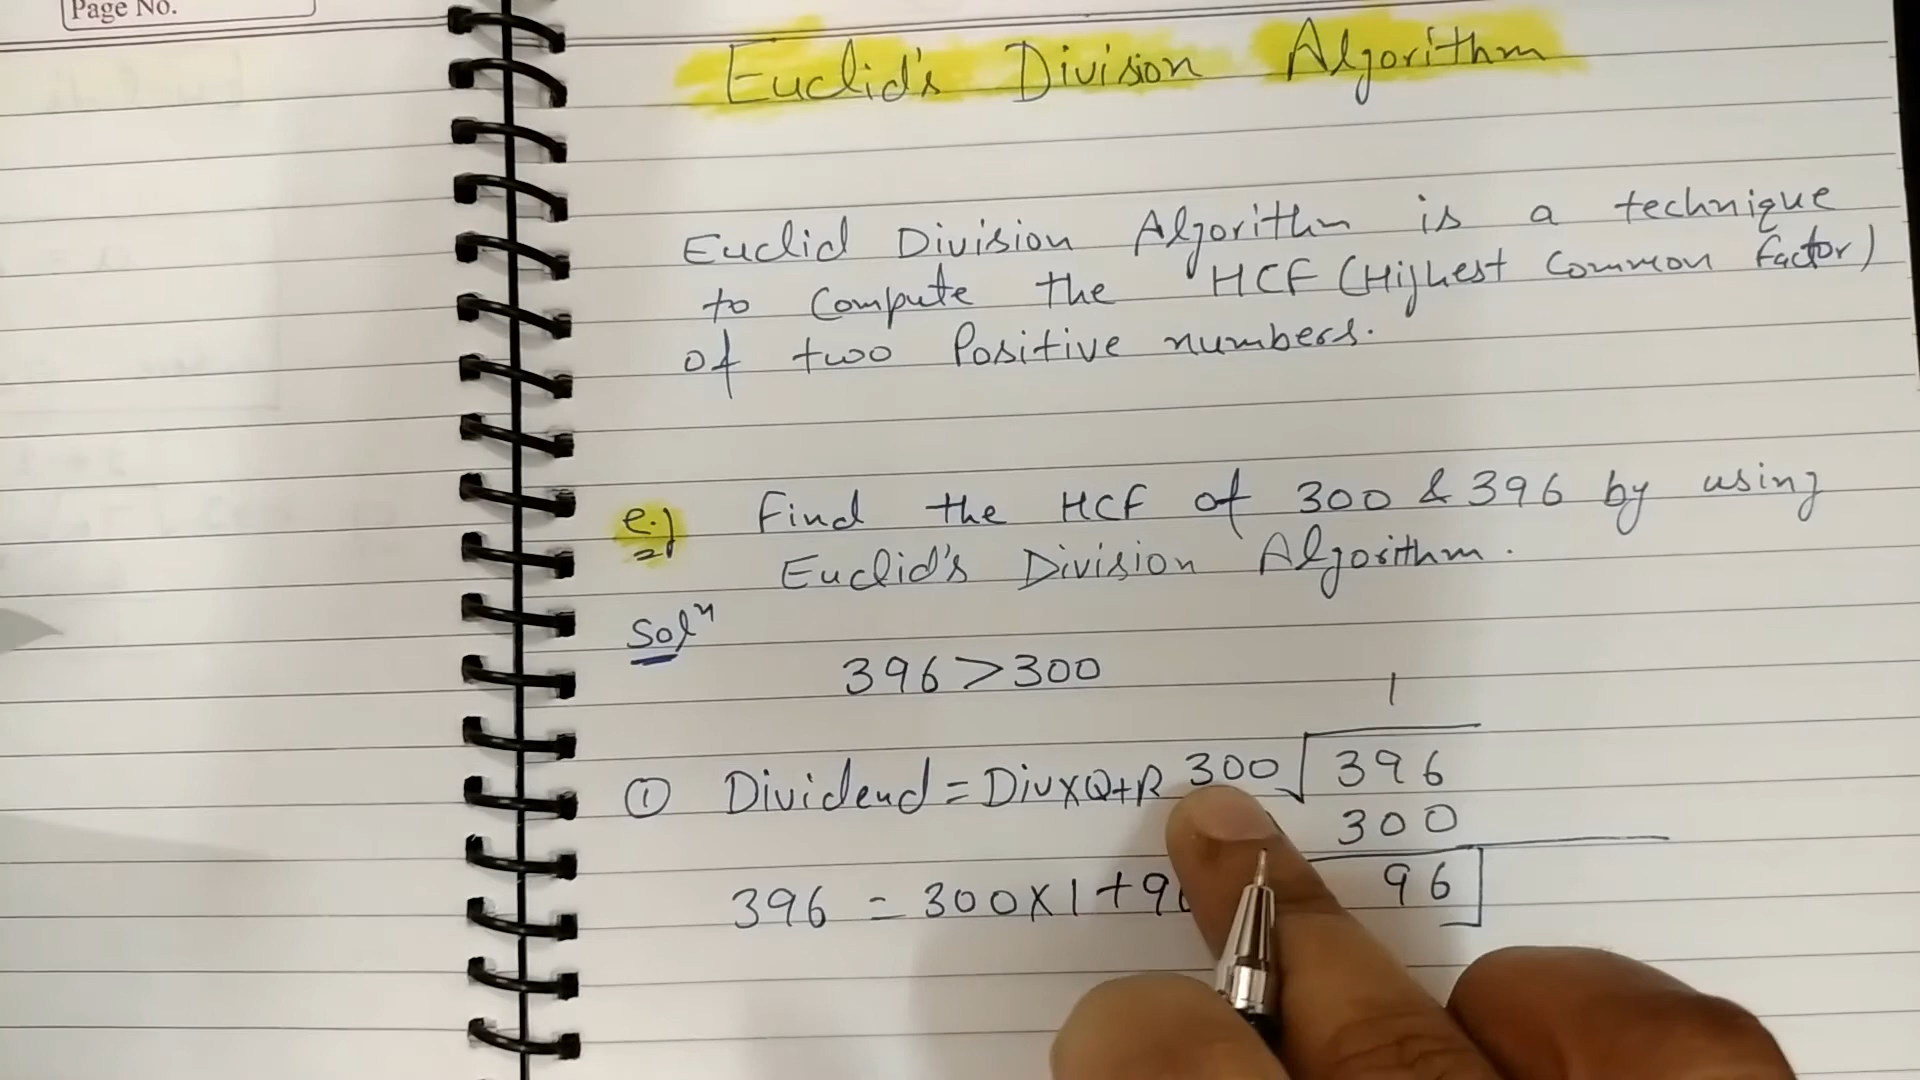 Page No.
Euclid's Division Algorithm
Euclid Division Algorithm is a technique
to compute the HCF (Highest Common factor)
of two Positive numbers.
e.g Find the HCF of 300 & 396 by using
Euclid's Division Algorithm.
Solⁿ
396 > 300
1
① Dividend = Div x Q + R 300 396
300
396 = 300 x 1 + 96